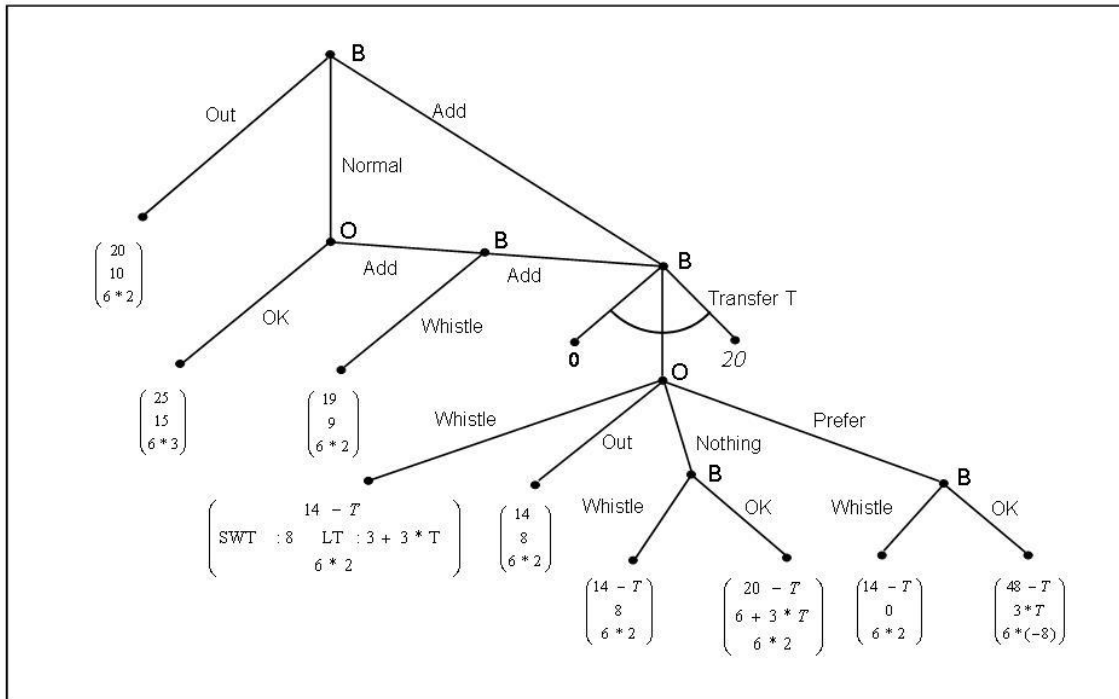 B
Out
Add
Normal
O
B
B
20
10
6 * 2
Add
Add
Transfer T
OK
Whistle
0
20
O
25
15
6 * 3
19
9
6 * 2
Whistle
Out
Nothing
Prefer
B
B
Whistle
OK
Whistle
OK
14 - T
SWT : 8 LT : 3 + 3 * T
6 * 2
14
8
6 * 2
14 - T
8
6 * 2
20 - T
6 + 3 * T
6 * 2
14 - T
0
6 * 2
48 - T
3 * T
6 * (-8)